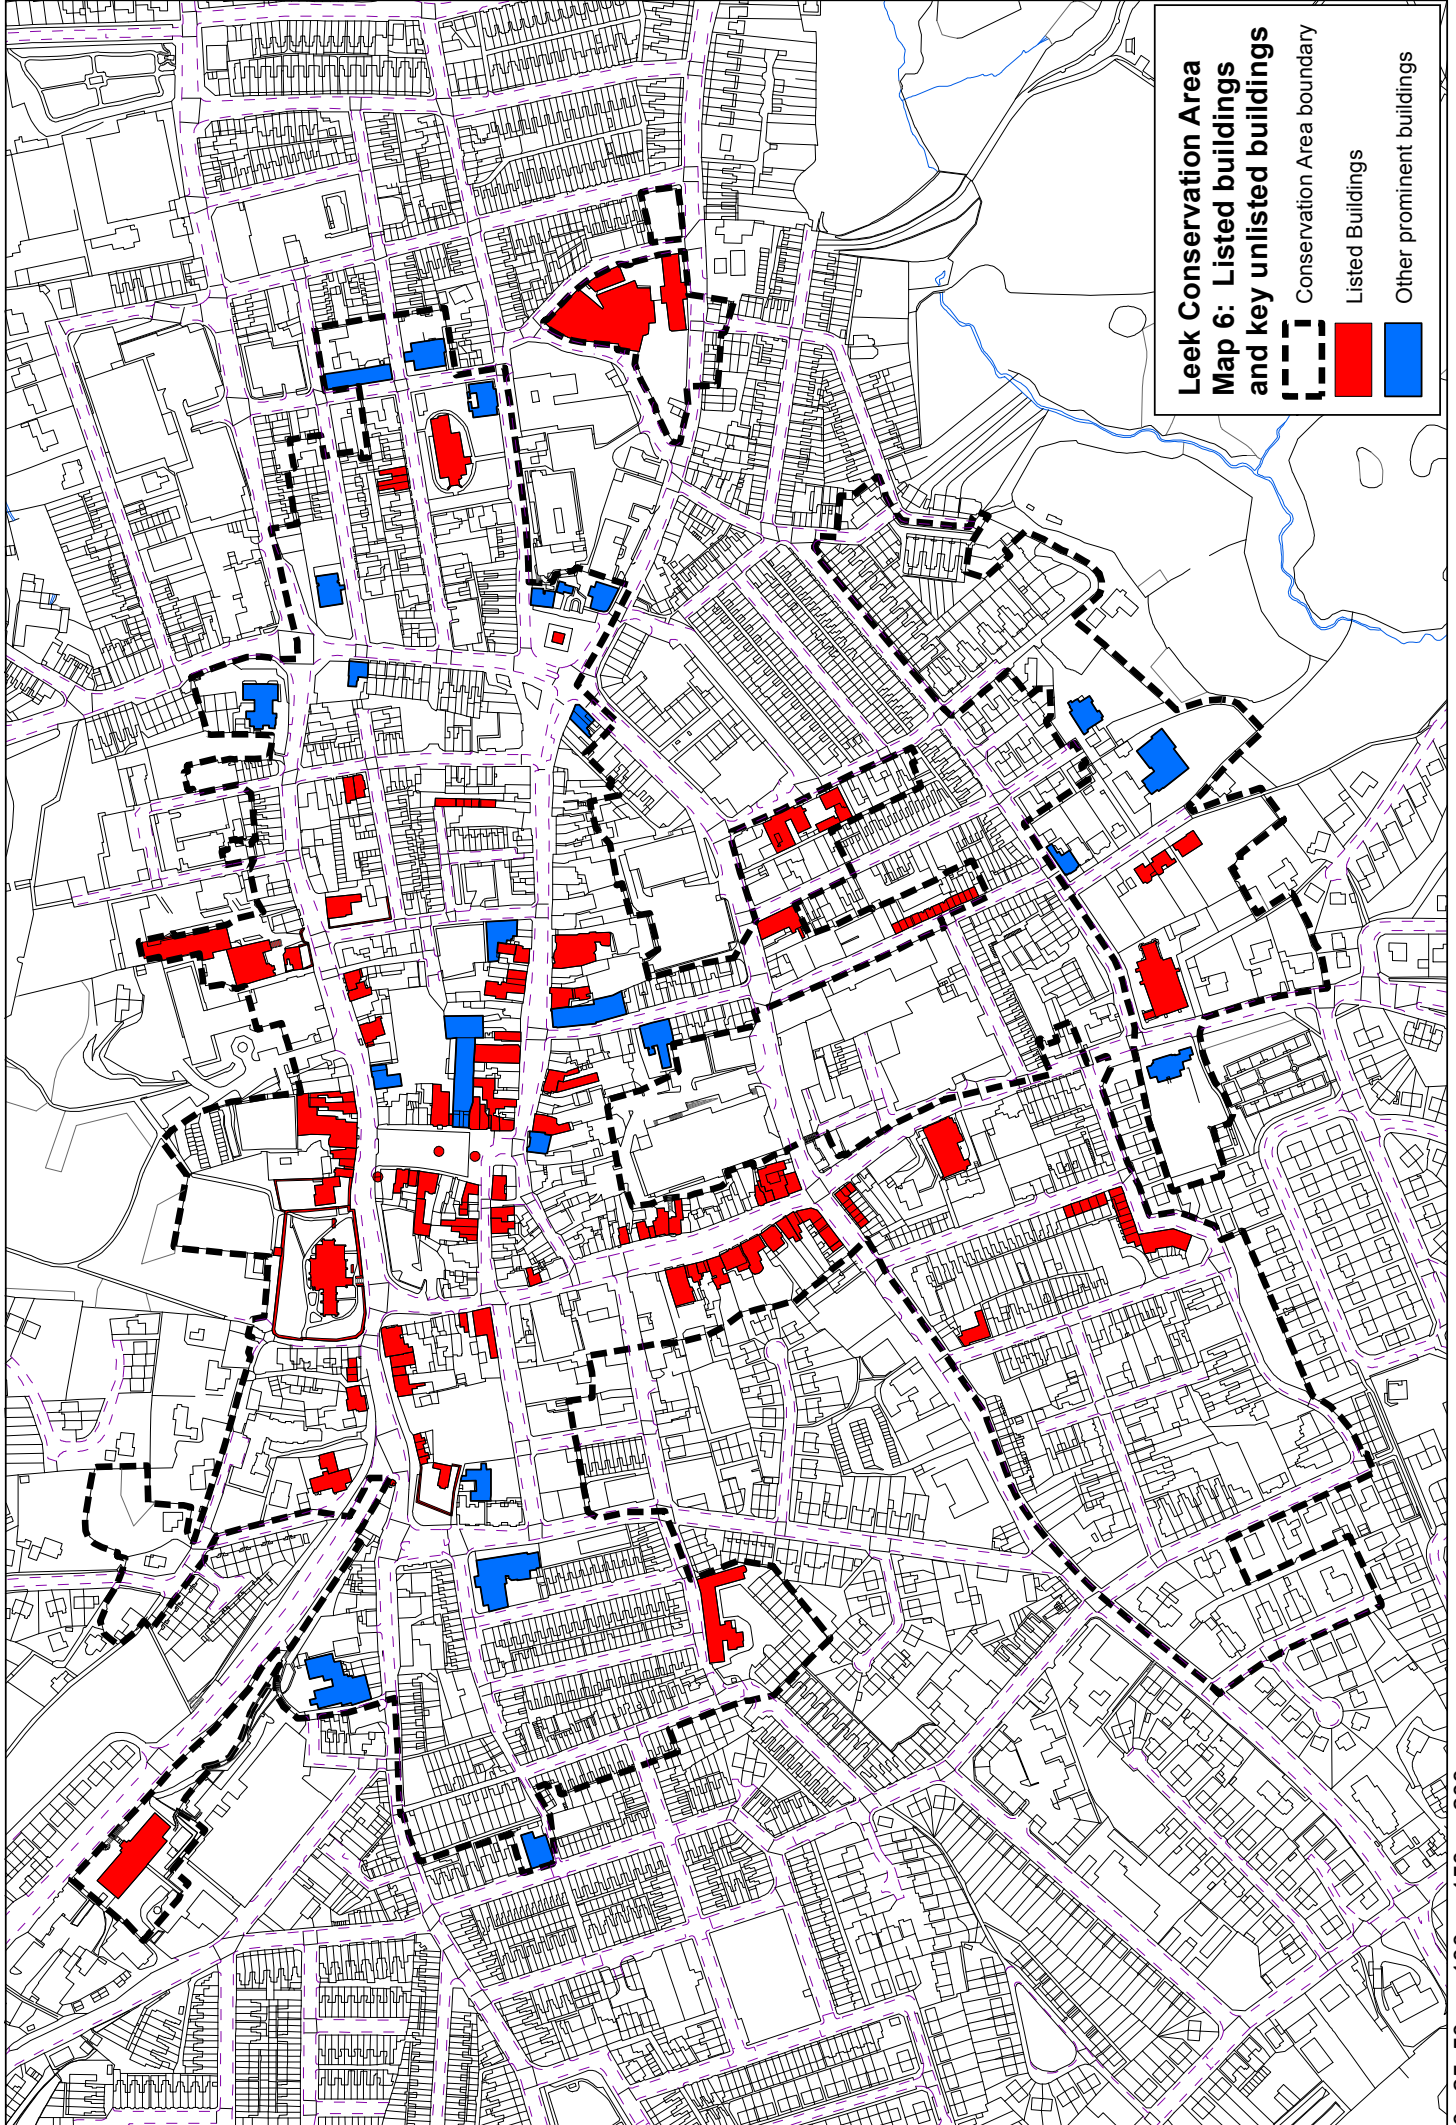 Leek Conservation Area
Map 6: Listed buildings
and key unlisted buildings
Conservation Area boundary
Listed Buildings
Other prominent buildings